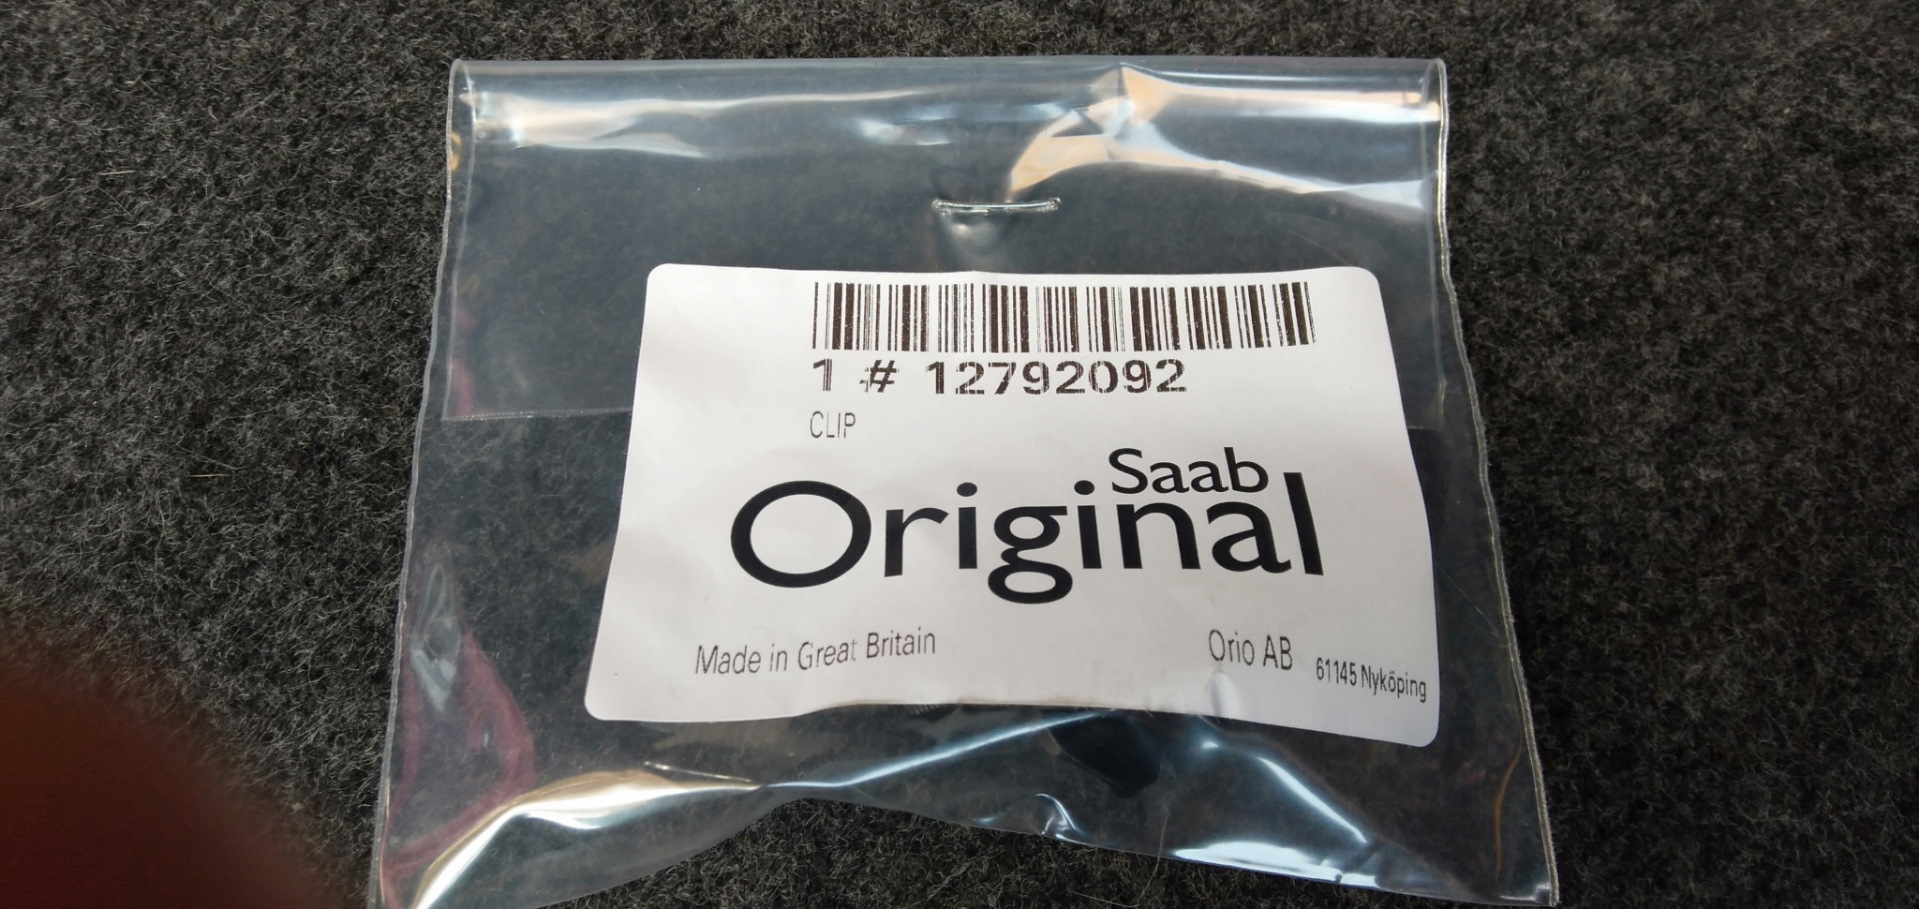 1 # 12792092
CLIP
Saab
Original
Made in Great Britain
Orio AB 61145 Nyköping